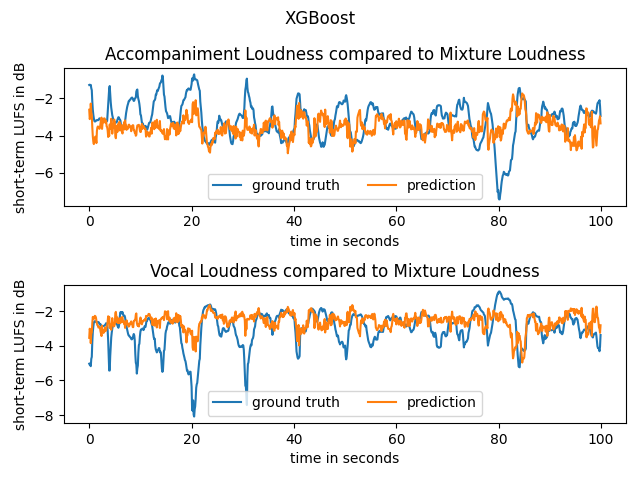 XGBoost
Accompaniment Loudness compared to Mixture Loudness
short-term LUFS in dB
−2
−4
−6
ground truth prediction
0 20 40 60 80 100
time in seconds
Vocal Loudness compared to Mixture Loudness
short-term LUFS in dB
−2
−4
−6
−8
ground truth prediction
0 20 40 60 80 100
time in seconds